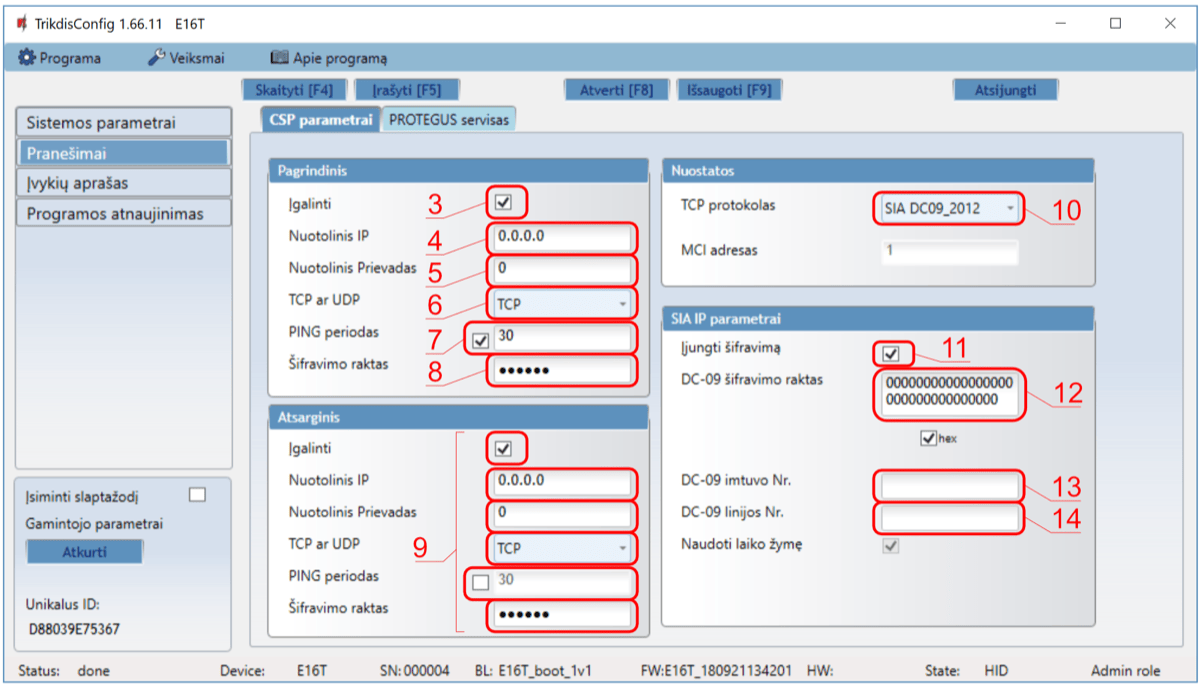 TrikdisConfig 1.66.11 E16T
Programa Veiksmai Apie programą
Skaityti [F4] Įrašyti [F5] Atverti [F8] Išsaugoti [F9] Atsijungti
Sistemos parametrai
Pranešimai
Įvykių aprašas
Programos atnaujinimas
CSP parametrai PROTEGUS servisas
Pagrindinis
Įgalinti 3
Nuotolinis IP 4 0.0.0.0
Nuotolinis Prievadas 5 0
TCP ar UDP 6 TCP
PING periodas 7 30
Šifravimo raktas 8 ••••••
Atsarginis
Įgalinti
Nuotolinis IP 0.0.0.0
Nuotolinis Prievadas 0
TCP ar UDP 9 TCP
PING periodas 30
Šifravimo raktas ••••••
Nuostatos
TCP protokolas SIA DC09_2012 10
MCI adresas 1
SIA IP parametrai
Įjungti šifravimą 11
DC-09 šifravimo raktas 00000000000000000
000000000000000 12
hex
DC-09 imtuvo Nr. 13
DC-09 linijos Nr. 14
Naudoti laiko žymę
Įsiminti slaptažodį
Gamintojo parametrai
Atkurti
Unikalus ID:
D88039E75367
Status: done Device: E16T SN: 000004 BL: E16T_boot_1v1 FW:E16T_180921134201 HW: State: HID Admin role